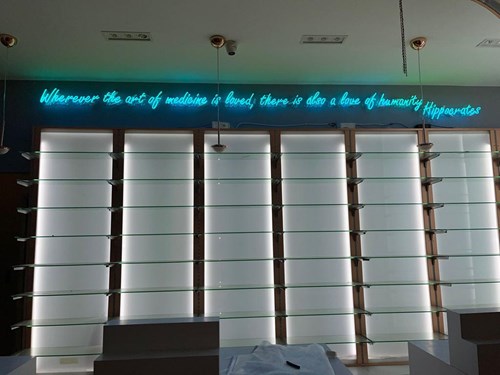 Wherever the art of medicine is loved, there is also a love of humanity
Hippocrates